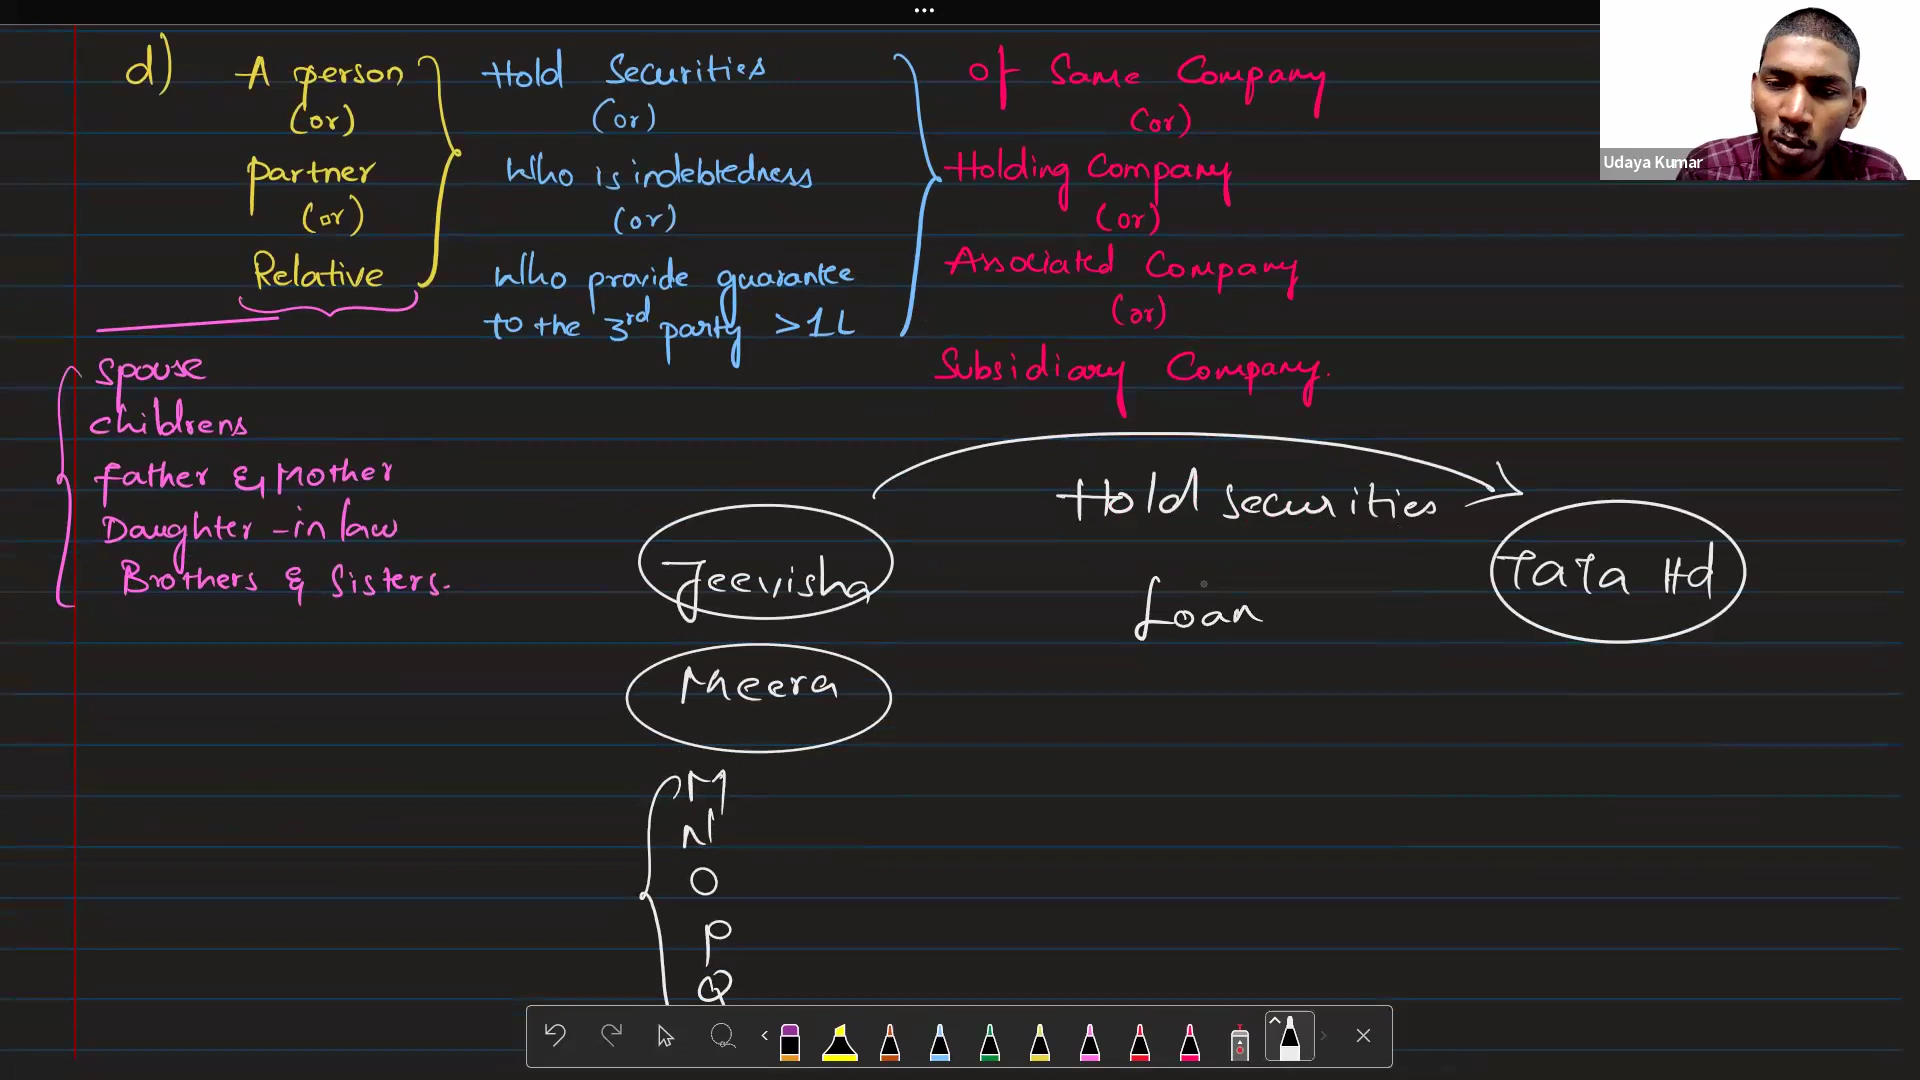 ...
Udaya Kumar
d) A person
(or)
Partner
(or)
Relative
Hold Securities
(or)
Who is indebtedness
(or)
Who provide guarantee
to the 3rd party >1L
of Same Company
(or)
Holding Company
(or)
Associated Company
(or)
Subsidiary Company.
Spouse
childrens
Father & Mother
Daughter -in law
Brothers & Sisters.
Hold securities
Jeevisha
TATA ltd
Loan
Meera
M
N
O
P
Q